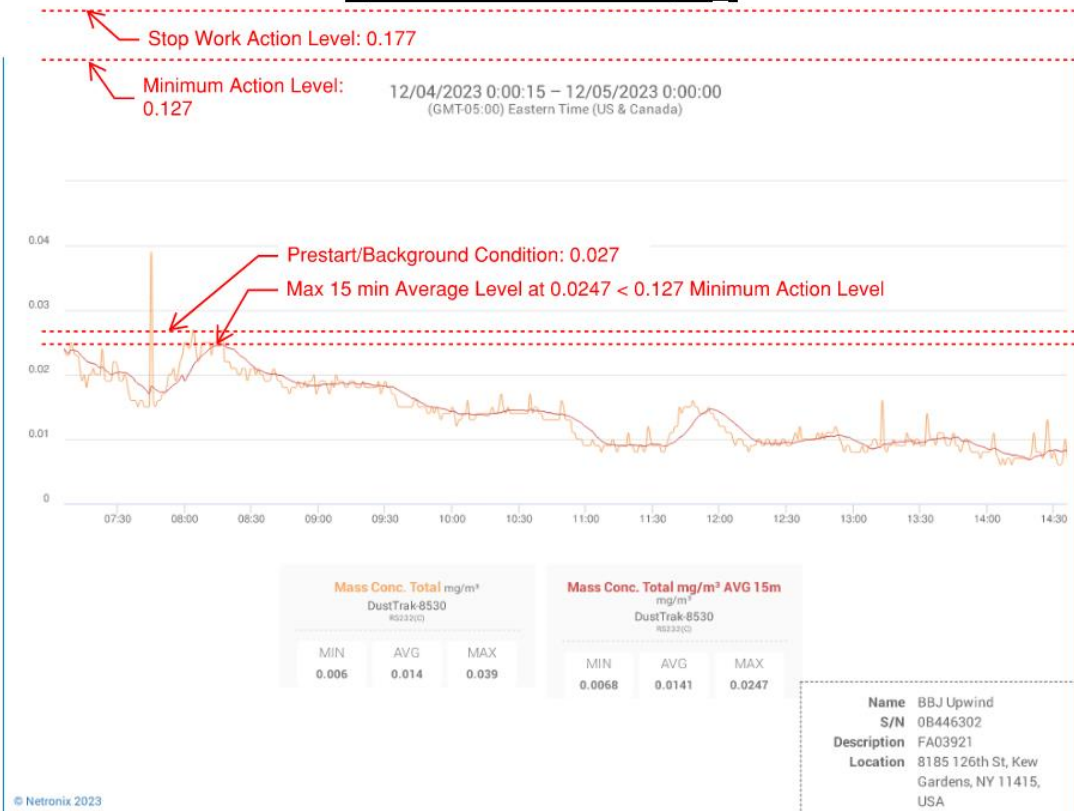 Stop Work Action Level: 0.177
Minimum Action Level:
0.127
12/04/2023 0:00:15 – 12/05/2023 0:00:00
(GMT-05:00) Eastern Time (US & Canada)
0.04
Prestart/Background Condition: 0.027
Max 15 min Average Level at 0.0247 < 0.127 Minimum Action Level
0.03
0.02
0.01
0
07:30 08:00 08:30 09:00 09:30 10:00 10:30 11:00 11:30 12:00 12:30 13:00 13:30 14:00 14:30
Mass Conc. Total mg/m³
DustTrak-8530
RS232(C)
MIN AVG MAX
0.006 0.014 0.039
Mass Conc. Total mg/m³ AVG 15m
mg/m³
DustTrak-8530
RS232(C)
MIN AVG MAX
0.0068 0.0141 0.0247
Name BBJ Upwind
S/N 0B446302
Description FA03921
Location 8185 126th St, Kew
Gardens, NY 11415,
USA
© Netronix 2023